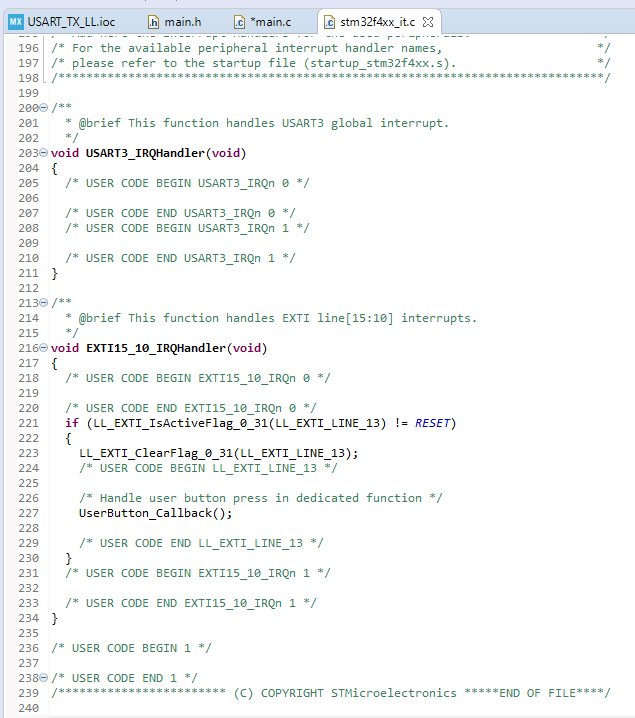 USART_TX_LL.ioc main.h *main.c stm32f4xx_it.c
196 /* For the available peripheral interrupt handler names, */
197 /* please refer to the startup file (startup_stm32f4xx.s). */
198 /******************************************************************************/
199
200 /**
201 * @brief This function handles USART3 global interrupt.
202 */
203 void USART3_IRQHandler(void)
204 {
205 /* USER CODE BEGIN USART3_IRQn 0 */
206
207 /* USER CODE END USART3_IRQn 0 */
208 /* USER CODE BEGIN USART3_IRQn 1 */
209
210 /* USER CODE END USART3_IRQn 1 */
211 }
212
213 /**
214 * @brief This function handles EXTI line[15:10] interrupts.
215 */
216 void EXTI15_10_IRQHandler(void)
217 {
218 /* USER CODE BEGIN EXTI15_10_IRQn 0 */
219
220 /* USER CODE END EXTI15_10_IRQn 0 */
221 if (LL_EXTI_IsActiveFlag_0_31(LL_EXTI_LINE_13) != RESET)
222 {
223 LL_EXTI_ClearFlag_0_31(LL_EXTI_LINE_13);
224 /* USER CODE BEGIN LL_EXTI_LINE_13 */
225
226 /* Handle user button press in dedicated function */
227 UserButton_Callback();
228
229 /* USER CODE END LL_EXTI_LINE_13 */
230 }
231 /* USER CODE BEGIN EXTI15_10_IRQn 1 */
232
233 /* USER CODE END EXTI15_10_IRQn 1 */
234 }
235
236 /* USER CODE BEGIN 1 */
237
238 /* USER CODE END 1 */
239 /************************ (C) COPYRIGHT STMicroelectronics *****END OF FILE****/
240